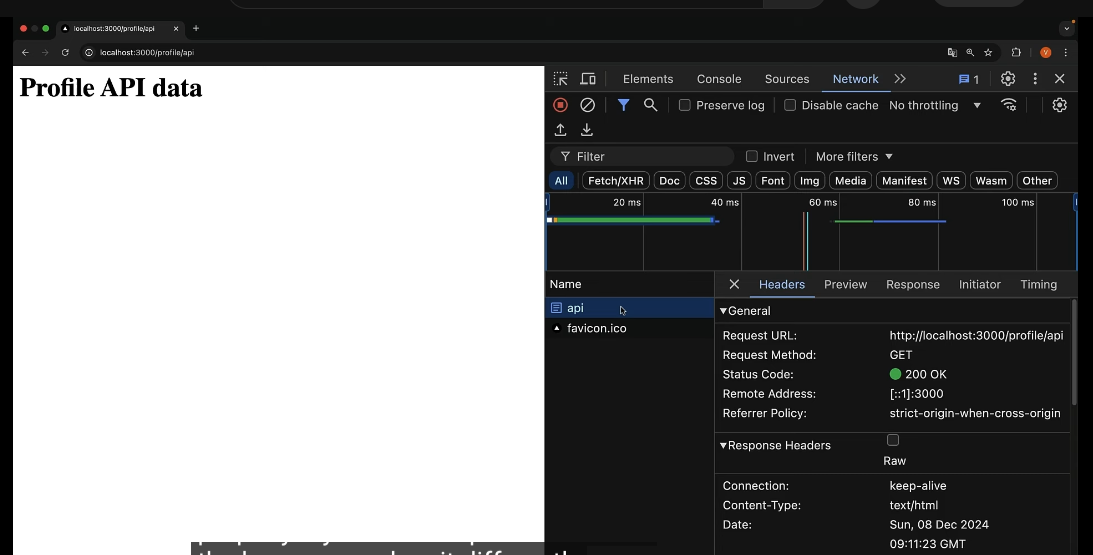 localhost:3000/profile/api
localhost:3000/profile/api
Profile API data
Elements Console Sources Network 1
Preserve log Disable cache No throttling
Filter Invert More filters
All Fetch/XHR Doc CSS JS Font Img Media Manifest WS Wasm Other
20 ms 40 ms 60 ms 80 ms 100 ms
Name
Headers Preview Response Initiator Timing
api
favicon.ico
General
Request URL: http://localhost:3000/profile/api
Request Method: GET
Status Code: 200 OK
Remote Address: [::1]:3000
Referrer Policy: strict-origin-when-cross-origin
Response Headers
Raw
Connection: keep-alive
Content-Type: text/html
Date: Sun, 08 Dec 2024
09:11:23 GMT